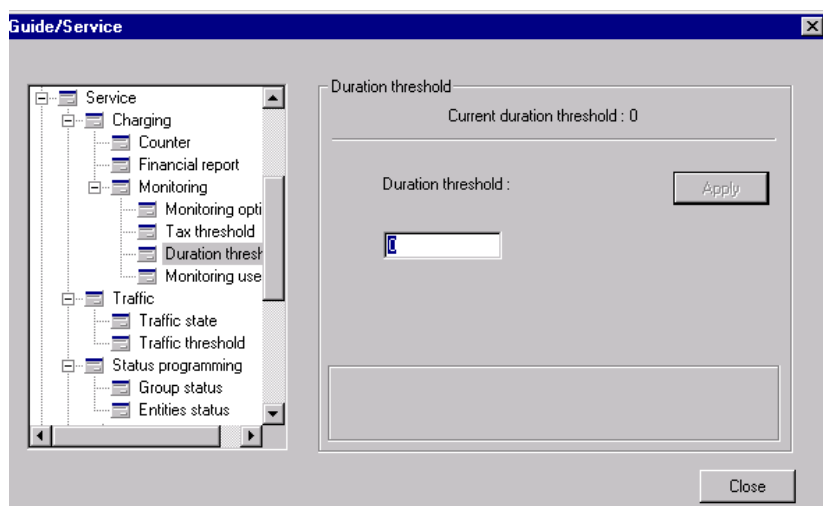 Guide/Service
Service
Charging
Counter
Financial report
Monitoring
Monitoring opti
Tax threshold
Duration thresh
Monitoring use
Traffic
Traffic state
Traffic threshold
Status programming
Group status
Entities status
Duration threshold
Current duration threshold : 0
Duration threshold :
Apply
0
Close